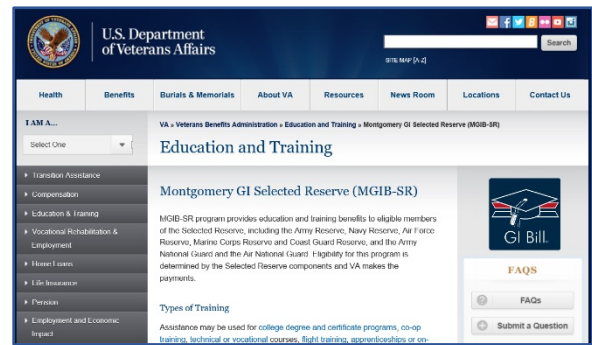 U.S. Department
of Veterans Affairs
Search
SITE MAP [A-Z]
Health Benefits Burials & Memorials About VA Resources News Room Locations Contact Us
I AM A...
Select One
Transition Assistance
Compensation
Education & Training
Vocational Rehabilitation &
Employment
Home Loans
Life Insurance
Pension
Employment and Economic
Impact
VA » Veterans Benefits Administration » Education and Training » Montgomery GI Selected Reserve (MGIB-SR)
Education and Training
Montgomery GI Selected Reserve (MGIB-SR)
MGIB-SR program provides education and training benefits to eligible members
of the Selected Reserve, including the Army Reserve, Navy Reserve, Air Force
Reserve, Marine Corps Reserve and Coast Guard Reserve, and the Army
National Guard and the Air National Guard. Eligibility for this program is
determined by the Selected Reserve components and VA makes the
payments.
Types of Training
Assistance may be used for college degree and certificate programs, co-op
training, technical or vocational courses, flight training, apprenticeships or on-
GI Bill.
FAQS
FAQs
Submit a Question